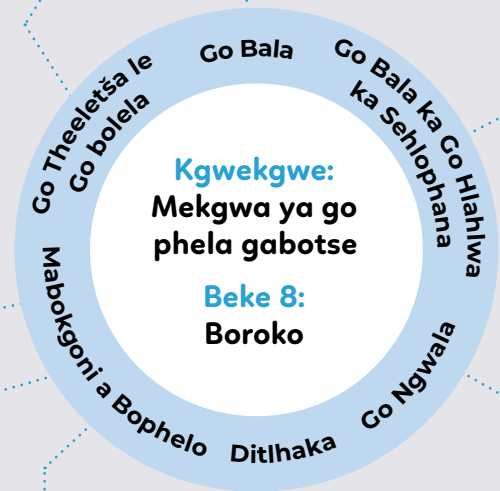 Go Theeletša le
Go bolela
Go Bala
Go Bala ka Go Hlahlwa
ka Sehlophana
Go Ngwala
Ditlhaka
Mabokgoni a Bophelo
Kgwekgwe:
Mekgwa ya go
phela gabotse
Beke 8:
Boroko